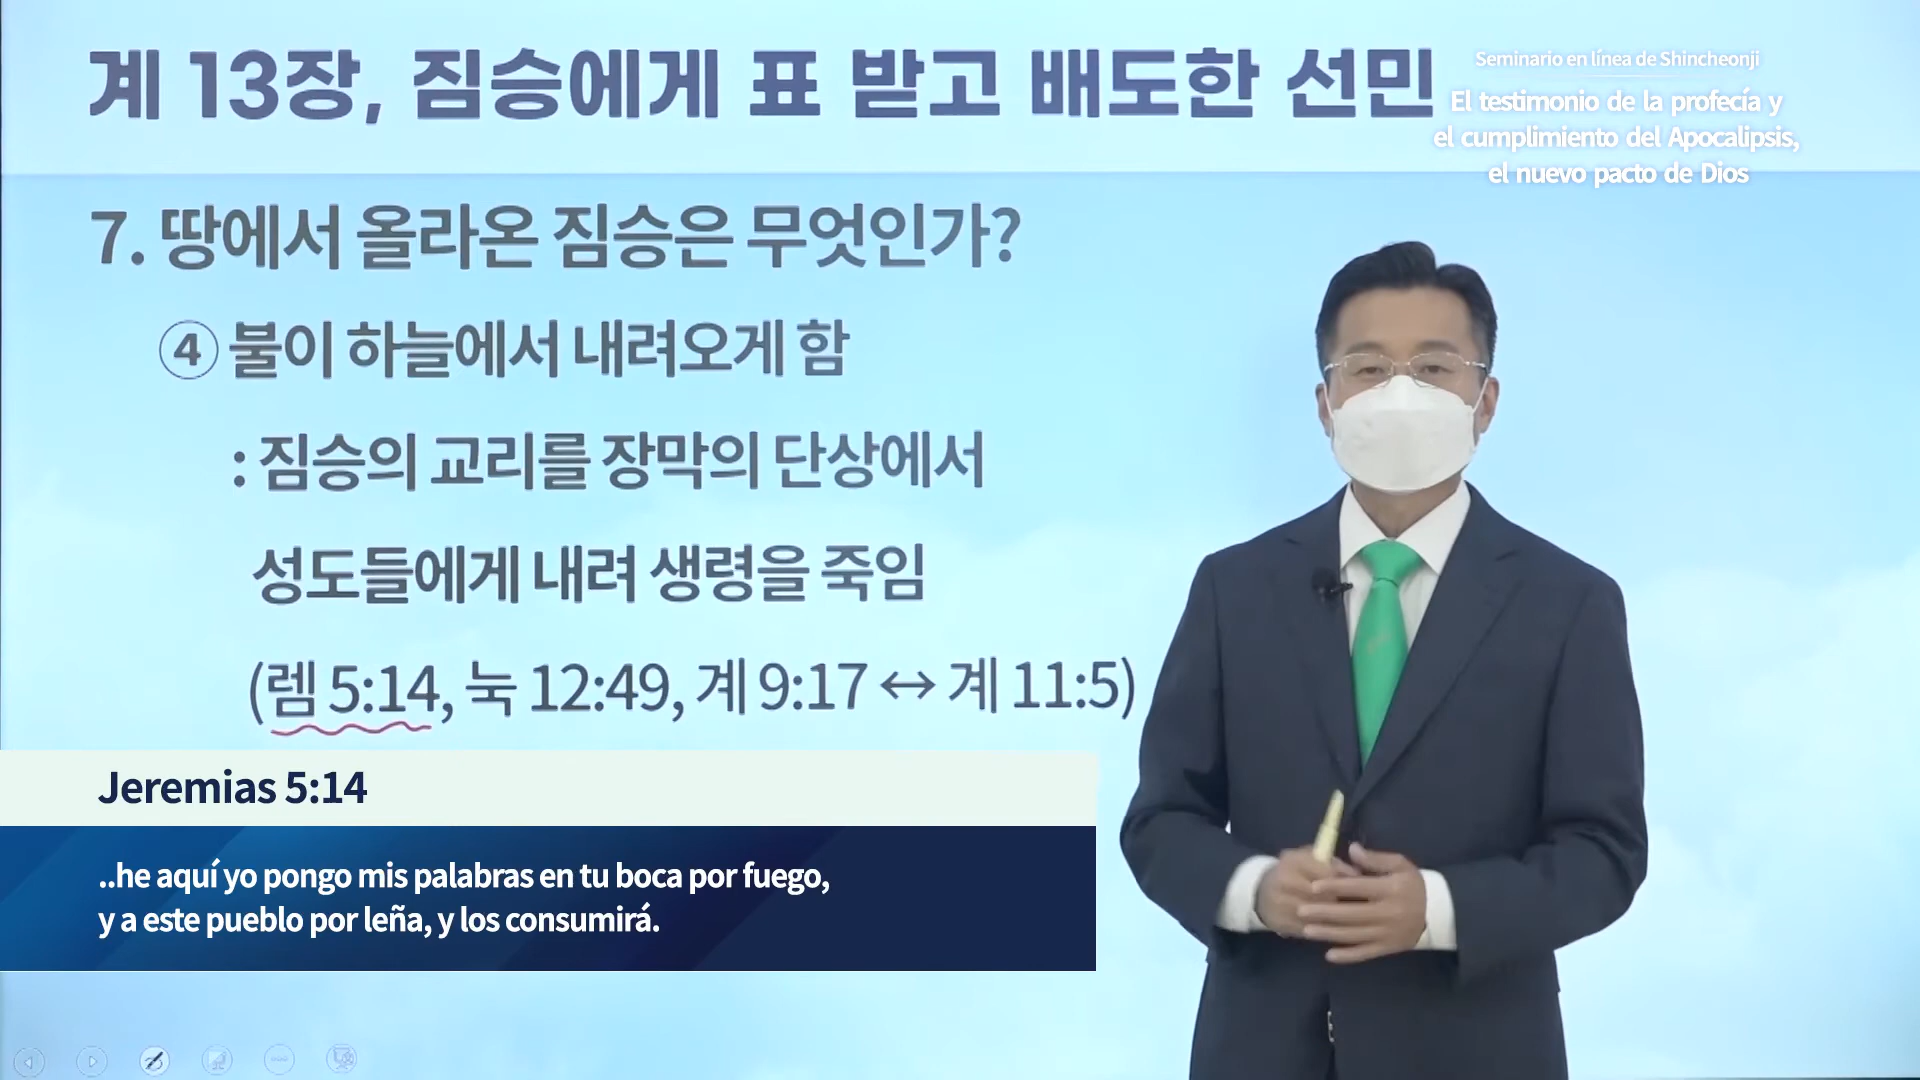 계 13장, 짐승에게 표 받고 배도한 선민
Seminario en línea de Shincheonji
El testimonio de la profecía y
el cumplimiento del Apocalipsis,
el nuevo pacto de Dios
7. 땅에서 올라온 짐승은 무엇인가?
④ 불이 하늘에서 내려오게 함
: 짐승의 교리를 장막의 단상에서
성도들에게 내려 생령을 죽임
(렘 5:14, 눅 12:49, 계 9:17 ↔ 계 11:5)
Jeremias 5:14
..he aquí yo pongo mis palabras en tu boca por fuego,
y a este pueblo por leña, y los consumirá.